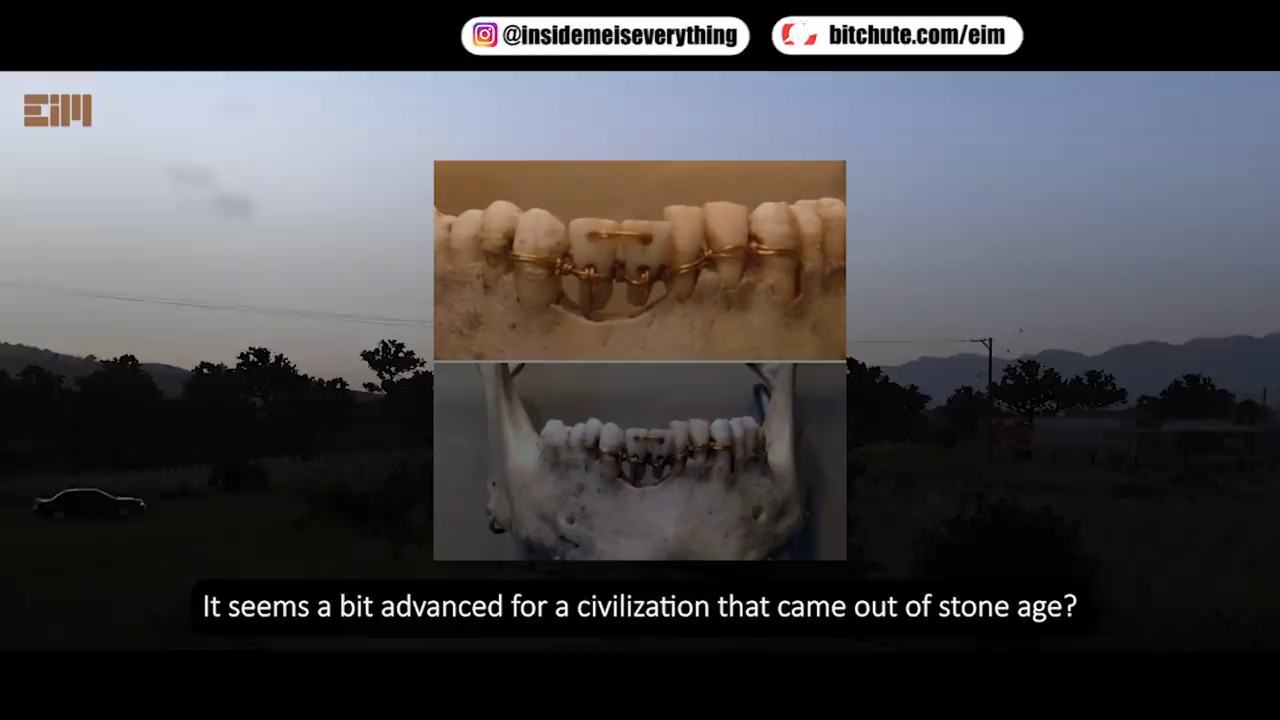 @insidemeiseverything
bitchute.com/eim
EiM
It seems a bit advanced for a civilization that came out of stone age?